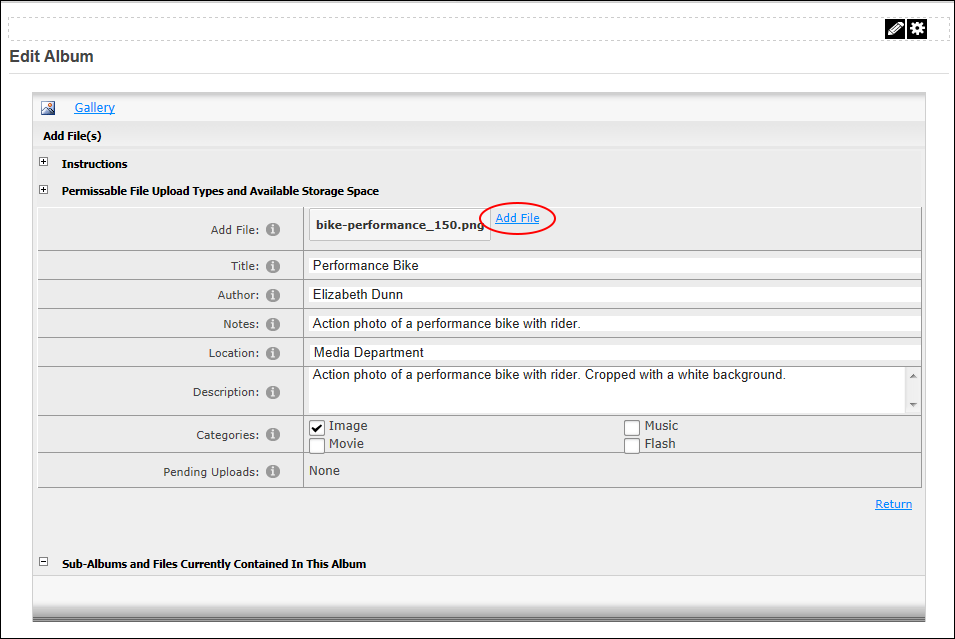 Edit Album
Gallery
Add File(s)
Instructions
Permissable File Upload Types and Available Storage Space
Add File: bike-performance_150.png Add File
Title: Performance Bike
Author: Elizabeth Dunn
Notes: Action photo of a performance bike with rider.
Location: Media Department
Description: Action photo of a performance bike with rider. Cropped with a white background.
Categories: Image Music
Movie Flash
Pending Uploads: None
Return
Sub-Albums and Files Currently Contained In This Album